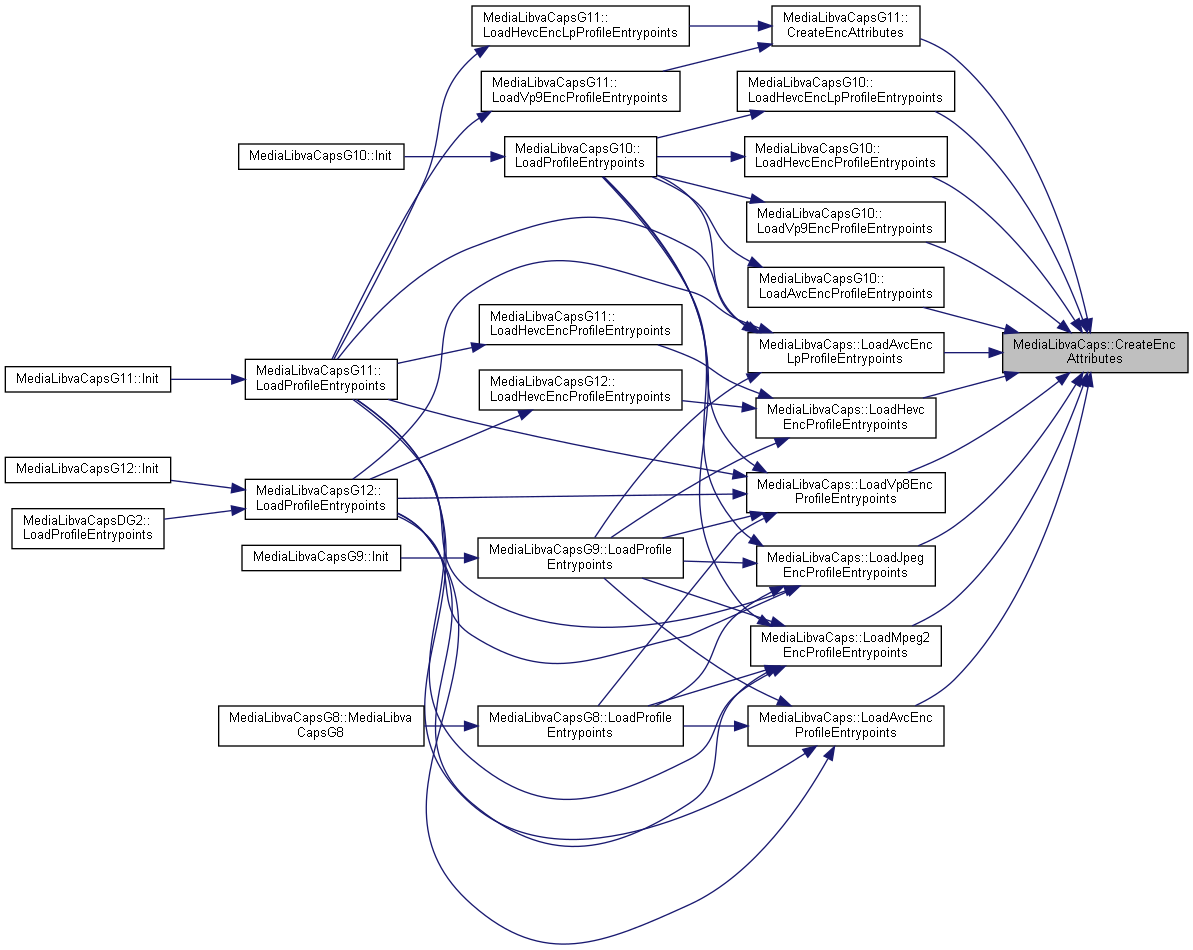 MediaLibvaCapsG11::
LoadHevcEncLpProfileEntrypoints
MediaLibvaCapsG11::
CreateEncAttributes
MediaLibvaCapsG11::
LoadVp9EncProfileEntrypoints
MediaLibvaCapsG10::
LoadHevcEncLpProfileEntrypoints
MediaLibvaCapsG10::Init
MediaLibvaCapsG10::
LoadProfileEntrypoints
MediaLibvaCapsG10::
LoadHevcEncProfileEntrypoints
MediaLibvaCapsG10::
LoadVp9EncProfileEntrypoints
MediaLibvaCapsG10::
LoadAvcEncProfileEntrypoints
MediaLibvaCapsG11::
LoadHevcEncProfileEntrypoints
MediaLibvaCaps::LoadAvcEnc
LpProfileEntrypoints
MediaLibvaCaps::CreateEnc
Attributes
MediaLibvaCapsG11::Init
MediaLibvaCapsG11::
LoadProfileEntrypoints
MediaLibvaCapsG12::
LoadHevcEncProfileEntrypoints
MediaLibvaCaps::LoadHevc
EncProfileEntrypoints
MediaLibvaCapsG12::Init
MediaLibvaCapsG12::
LoadProfileEntrypoints
MediaLibvaCaps::LoadVp8Enc
ProfileEntrypoints
MediaLibvaCapsDG2::
LoadProfileEntrypoints
MediaLibvaCapsG9::Init
MediaLibvaCapsG9::LoadProfile
Entrypoints
MediaLibvaCaps::LoadJpeg
EncProfileEntrypoints
MediaLibvaCaps::LoadMpeg2
EncProfileEntrypoints
MediaLibvaCapsG8::MediaLibva
CapsG8
MediaLibvaCapsG8::LoadProfile
Entrypoints
MediaLibvaCaps::LoadAvcEnc
ProfileEntrypoints